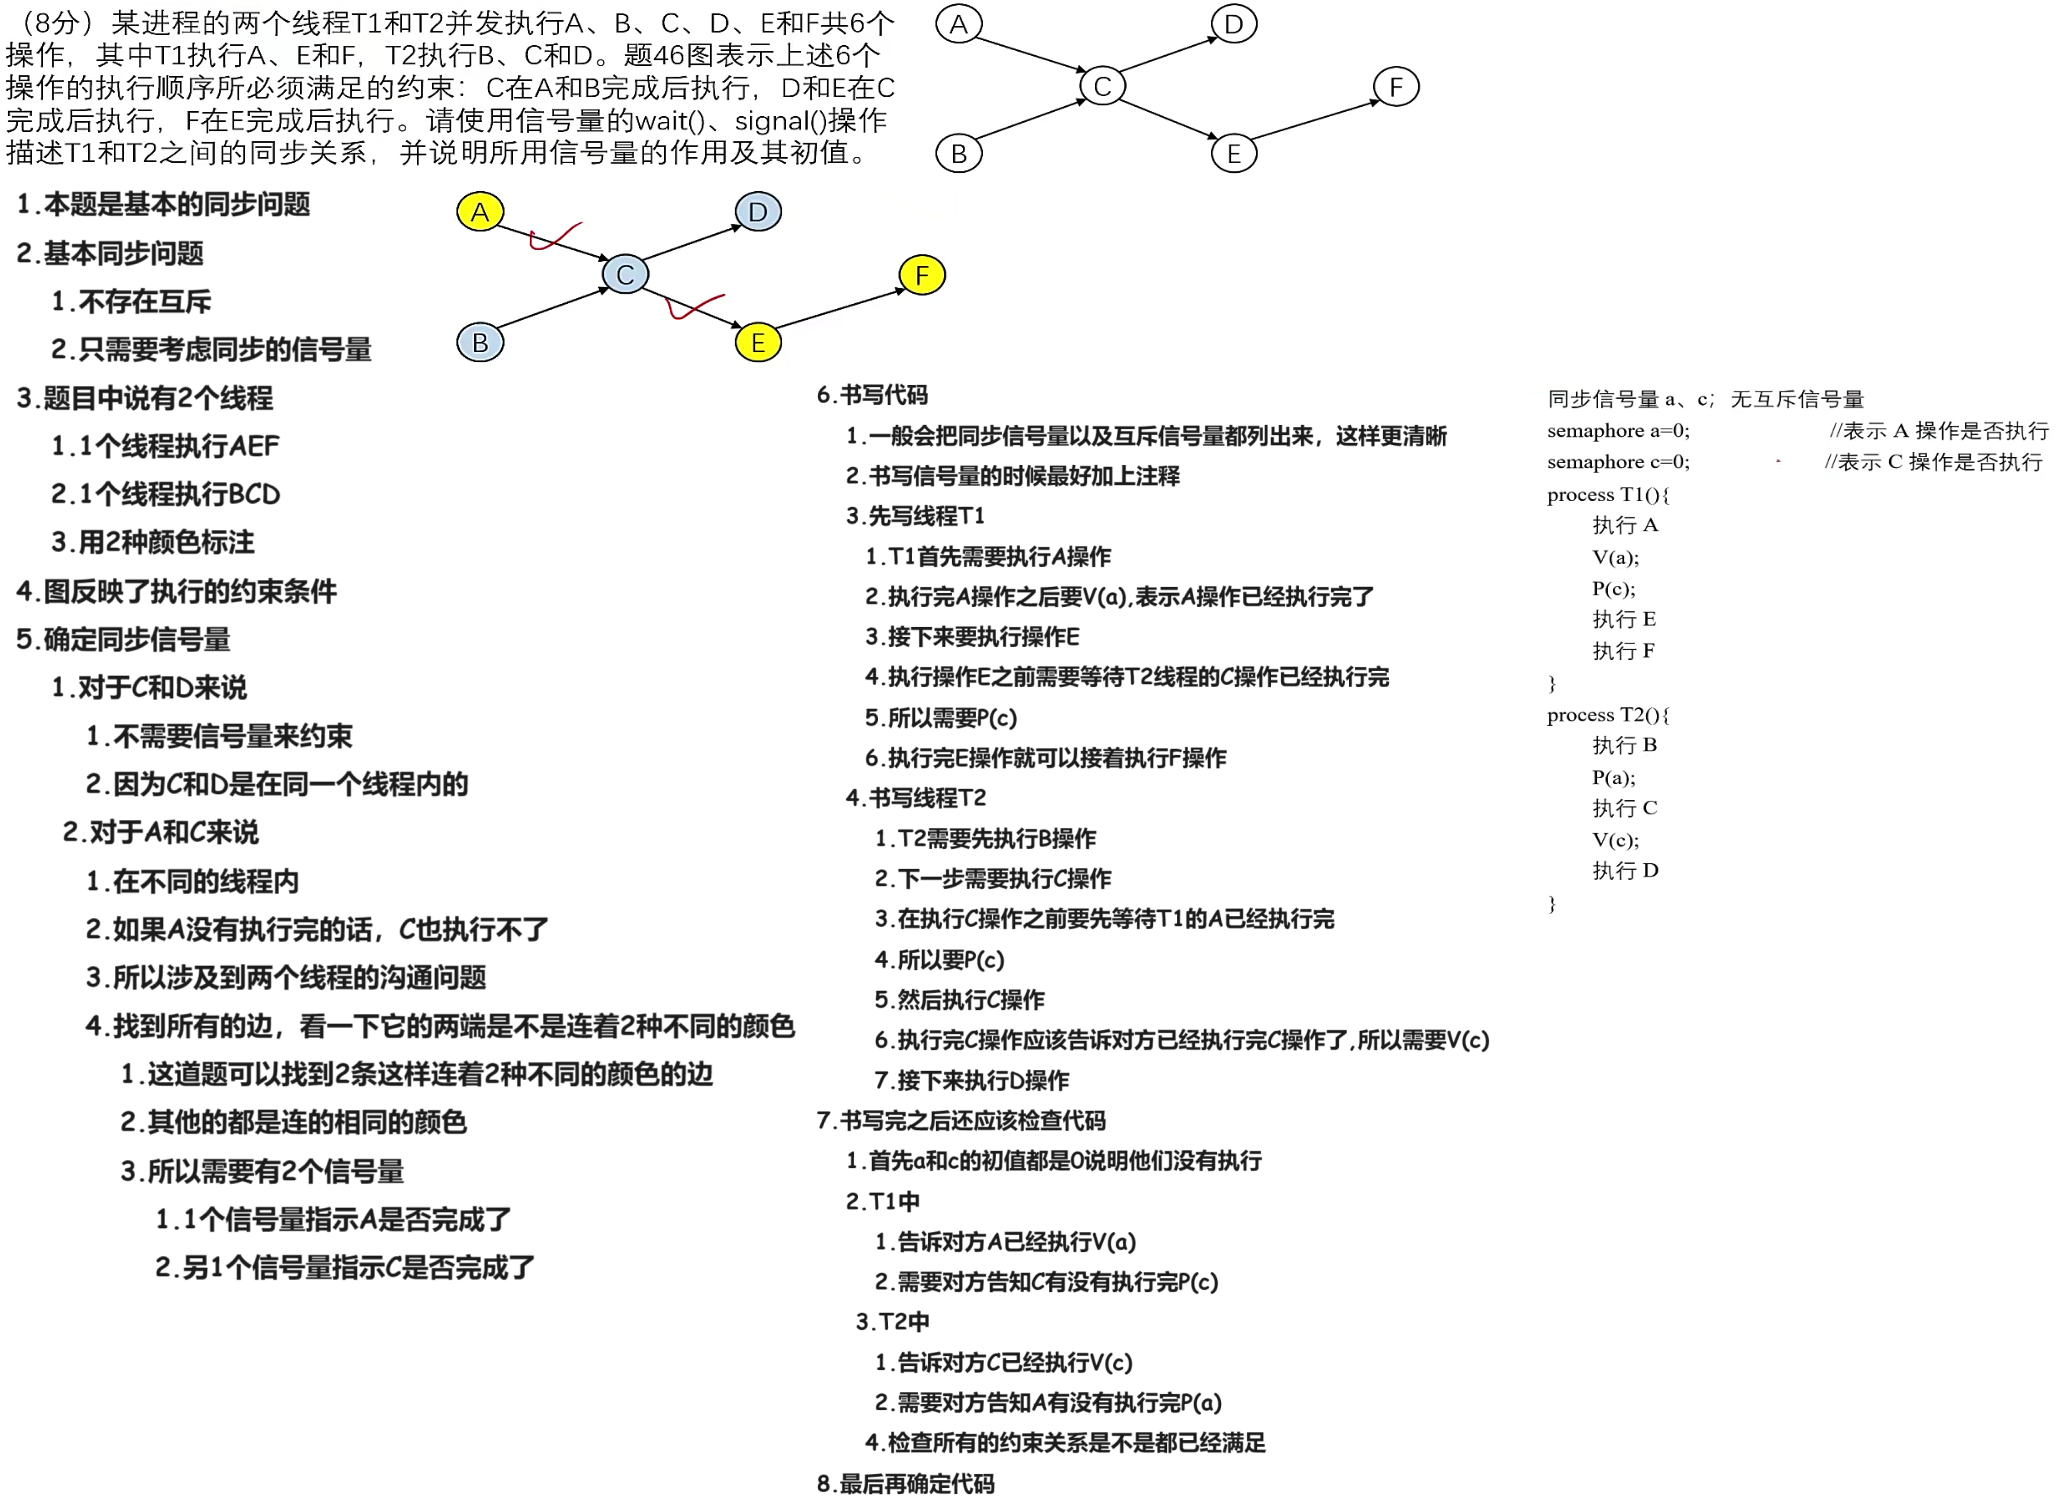 （8分）某进程的两个线程T1和T2并发执行A、B、C、D、E和F共6个
操作，其中T1执行A、E和F，T2执行B、C和D。题46图表示上述6个
操作的执行顺序所必须满足的约束：C在A和B完成后执行，D和E在C
完成后执行，F在E完成后执行。请使用信号量的wait()、signal()操作
描述T1和T2之间的同步关系，并说明所用信号量的作用及其初值。
A
D
C
F
B
E
1.本题是基本的同步问题
2.基本同步问题
1.不存在互斥
2.只需要考虑同步的信号量
3.题目中说有2个线程
1.1个线程执行AEF
2.1个线程执行BCD
3.用2种颜色标注
4.图反映了执行的约束条件
5.确定同步信号量
1.对于C和D来说
1.不需要信号量来约束
2.因为C和D是在同一个线程内的
2.对于A和C来说
1.在不同的线程内
2.如果A没有执行完的话，C也执行不了
3.所以涉及到两个线程的沟通问题
4.找到所有的边，看一下它的两端是不是连着2种不同的颜色
1.这道题可以找到2条这样连着2种不同的颜色的边
2.其他的都是连的相同的颜色
3.所以需要有2个信号量
1.1个信号量指示A是否完成了
2.另1个信号量指示C是否完成了
A
D
C
F
B
E
6.书写代码
1.一般会把同步信号量以及互斥信号量都列出来，这样更清晰
2.书写信号量的时候最好加上注释
3.先写线程T1
1.T1首先需要执行A操作
2.执行完A操作之后要V(a),表示A操作已经执行完了
3.接下来要执行操作E
4.执行操作E之前需要等待T2线程的C操作已经执行完
5.所以需要P(c)
6.执行完E操作就可以接着执行F操作
4.书写线程T2
1.T2需要先执行B操作
2.下一步需要执行C操作
3.在执行C操作之前要先等待T1的A已经执行完
4.所以要P(c)
5.然后执行C操作
6.执行完C操作应该告诉对方已经执行完C操作了,所以需要V(c)
7.接下来执行D操作
7.书写完之后还应该检查代码
1.首先a和c的初值都是0说明他们没有执行
2.T1中
1.告诉对方A已经执行V(a)
2.需要对方告知C有没有执行完P(c)
3.T2中
1.告诉对方C已经执行V(c)
2.需要对方告知A有没有执行完P(a)
4.检查所有的约束关系是不是都已经满足
8.最后再确定代码
同步信号量 a、c；无互斥信号量
semaphore a=0; //表示 A 操作是否执行
semaphore c=0; //表示 C 操作是否执行
process T1(){
执行 A
V(a);
P(c);
执行 E
执行 F
}
process T2(){
执行 B
P(a);
执行 C
V(c);
执行 D
}